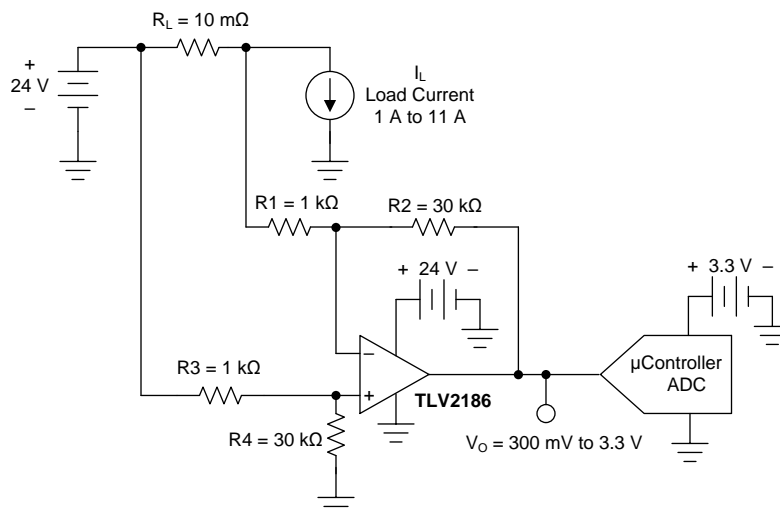 R_L = 10 mΩ
+
24 V
–
I_L
Load Current
1 A to 11 A
R1 = 1 kΩ
R2 = 30 kΩ
+ 24 V –
+ 3.3 V –
R3 = 1 kΩ
–
+
TLV2186
µController
ADC
R4 = 30 kΩ
V_O = 300 mV to 3.3 V